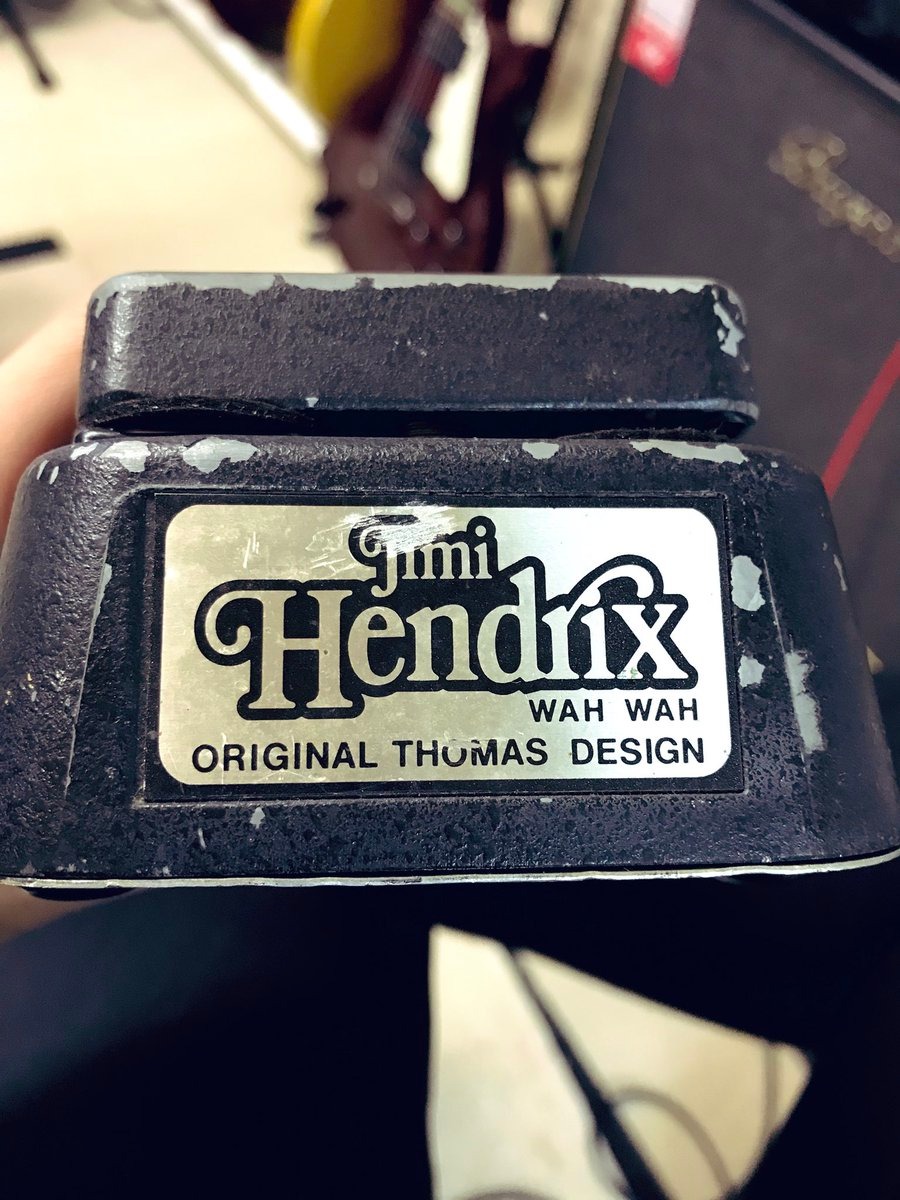 Jimi
Hendrix
WAH WAH
ORIGINAL THOMAS DESIGN